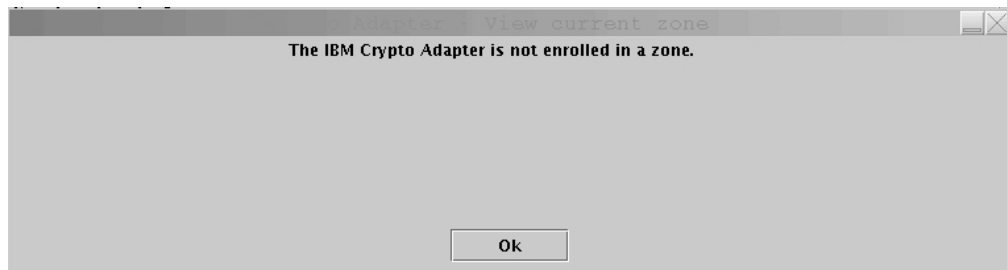 Adapter - View current zone
The IBM Crypto Adapter is not enrolled in a zone.
Ok